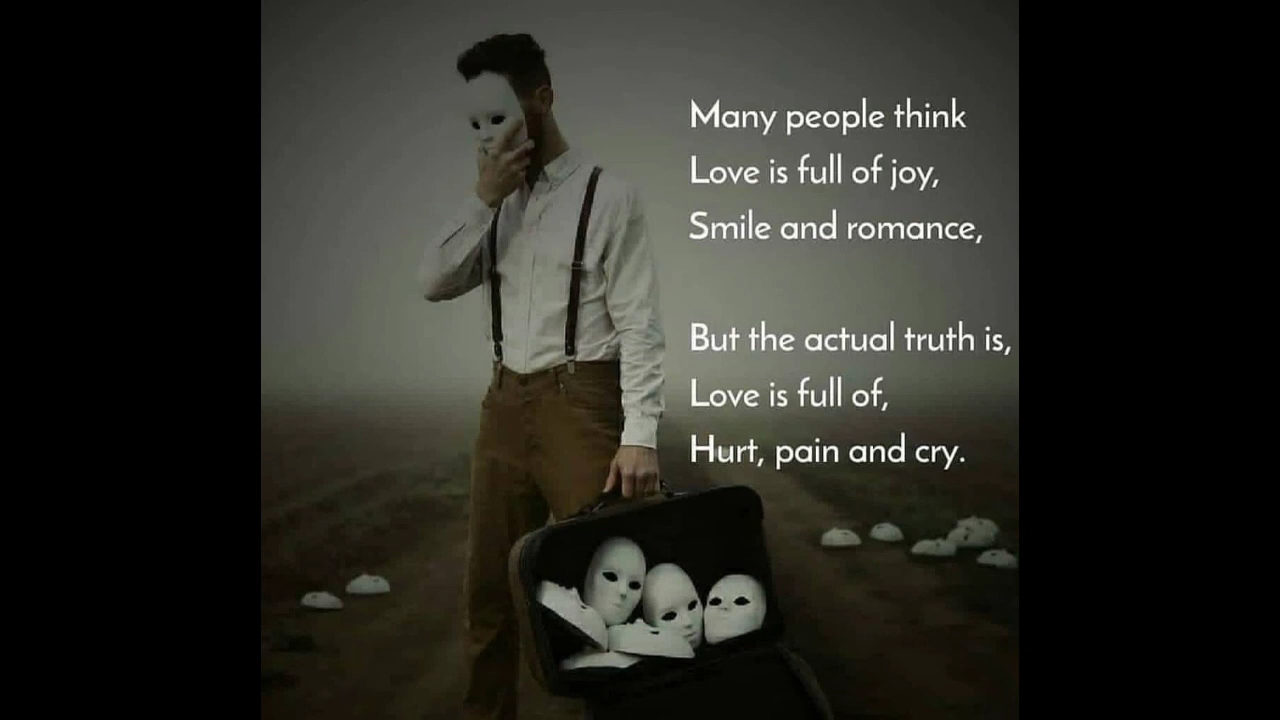 Many people think
Love is full of joy,
Smile and romance,
But the actual truth is,
Love is full of,
Hurt, pain and cry.